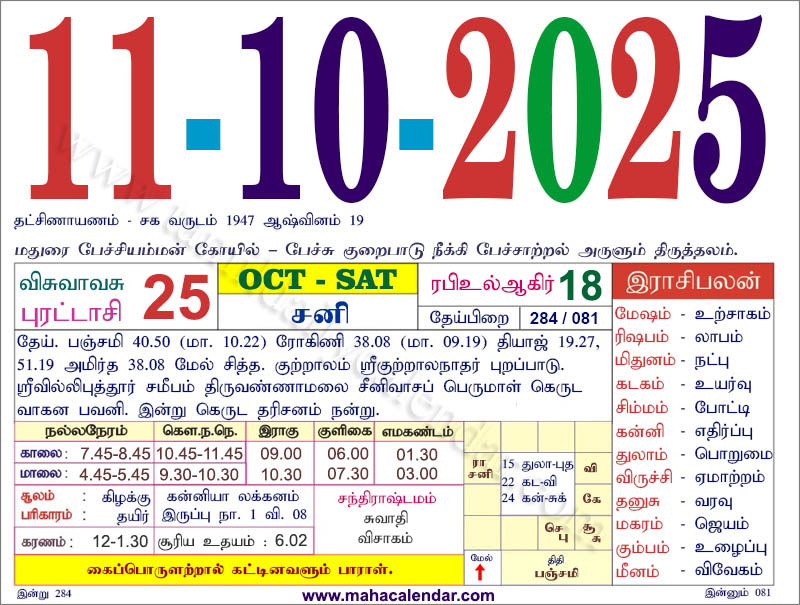 11-10-2025
தட்சிணாயணம் - சக வருடம் 1947 ஆஷ்வினம் 19
மதுரை பேச்சியம்மன் கோயில் – பேச்சு குறைபாடு நீக்கி பேச்சாற்றல் அருளும் திருத்தலம்.
விசுவாவசு
புரட்டாசி 25
OCT - SAT
சனி
ரபிஉல்ஆகிர் 18
தேய்பிறை 284 / 081
தேய். பஞ்சமி 40.50 (மா. 10.22) ரோகிணி 38.08 (மா. 09.19) தியாஜ் 19.27,
51.19 அமிர்த 38.08 மேல் சித்த. குற்றாலம் ஸ்ரீகுற்றாலநாதர் புறப்பாடு.
ஸ்ரீவில்லிபுத்தூர் சமீபம் திருவண்ணாமலை சீனிவாசப் பெருமாள் கெருட
வாகன பவனி. இன்று கெருட தரிசனம் நன்று.
நல்லநேரம் கௌ.ந.நெ. இராகு குளிகை எமகண்டம்
காலை: 7.45-8.45 10.45-11.45 09.00 06.00 01.30
மாலை: 4.45-5.45 9.30-10.30 10.30 07.30 03.00
சூலம் : கிழக்கு
பரிகாரம் : தயிர்
கன்னியா லக்கனம்
இருப்பு நா. 1 வி. 08
சந்திராஷ்டமம்
சுவாதி
விசாகம்
கரணம்: 12-1.30 சூரிய உதயம் : 6.02
கைப்பொருளற்றால் கட்டினவளும் பாராள்.
ரா
சனி
15 துலா-புத
22 கட-வி
24 கன்-சுக்
வி
கே
செ
பு
சூ
சு
மேல்
திதி
பஞ்சமி
இராசிபலன்
மேஷம் - உற்சாகம்
ரிஷபம் - லாபம்
மிதுனம் - நட்பு
கடகம் - உயர்வு
சிம்மம் - போட்டி
கன்னி - எதிர்ப்பு
துலாம் - பொறுமை
விருச்சி - ஏமாற்றம்
தனுசு - வரவு
மகரம் - ஜெயம்
கும்பம் - உழைப்பு
மீனம் - விவேகம்
இன்று 284
www.mahacalendar.com
இன்னும் 081